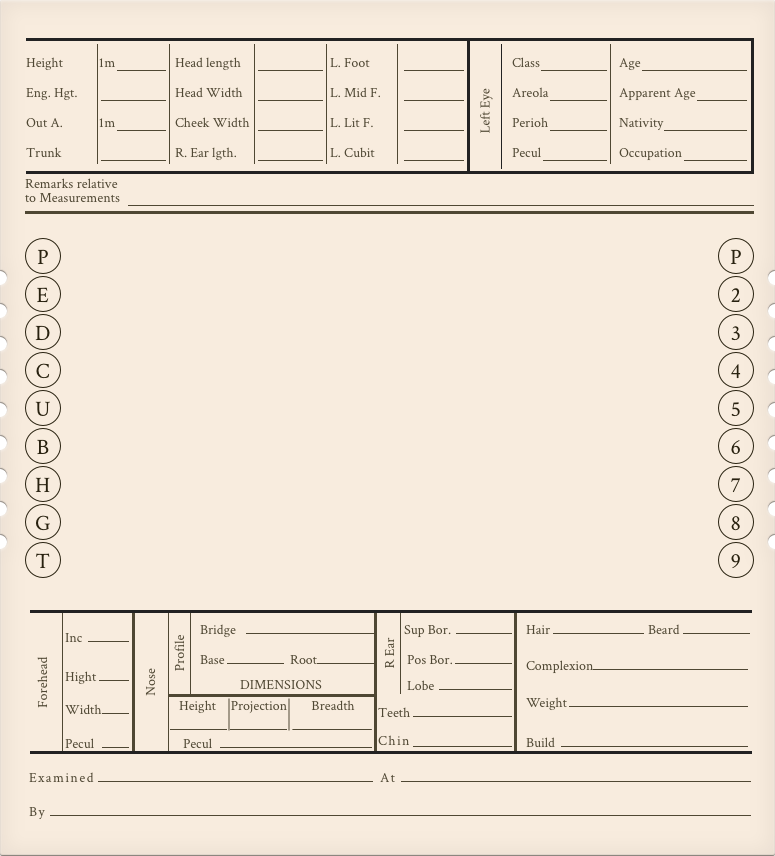 Height 1m Head length L. Foot Class Age
Eng. Hgt. Head Width L. Mid F. Areola Apparent Age
Out A. 1m Cheek Width L. Lit F. Left Eye Perioh Nativity
Trunk R. Ear lgth. L. Cubit Pecul Occupation
Remarks relative
to Measurements
P P
E 2
D 3
C 4
U 5
B 6
H 7
G 8
T 9
Forehead Inc Nose Profile Bridge R Ear Sup Bor. Hair Beard
Hight Base Root Pos Bor. Complexion
DIMENSIONS Lobe
Width Height Projection Breadth Teeth Weight
Pecul Pecul Chin Build
Examined At
By